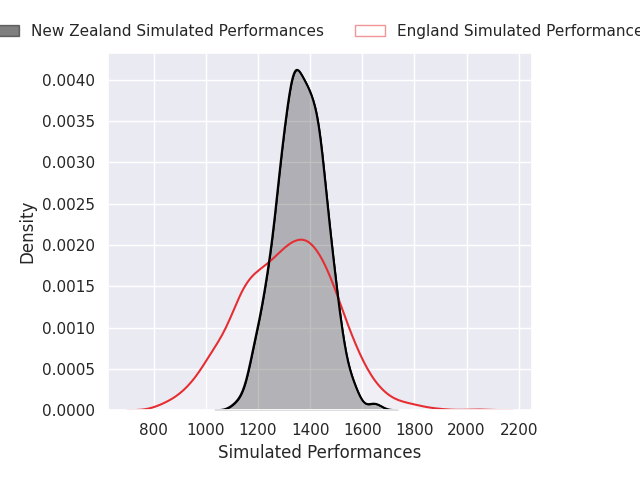 New Zealand Simulated Performances England Simulated Performance
0.0040
0.0035
0.0030
0.0025
0.0020
0.0015
0.0010
0.0005
0.0000
Density
800 1000 1200 1400 1600 1800 2000 2200
Simulated Performances